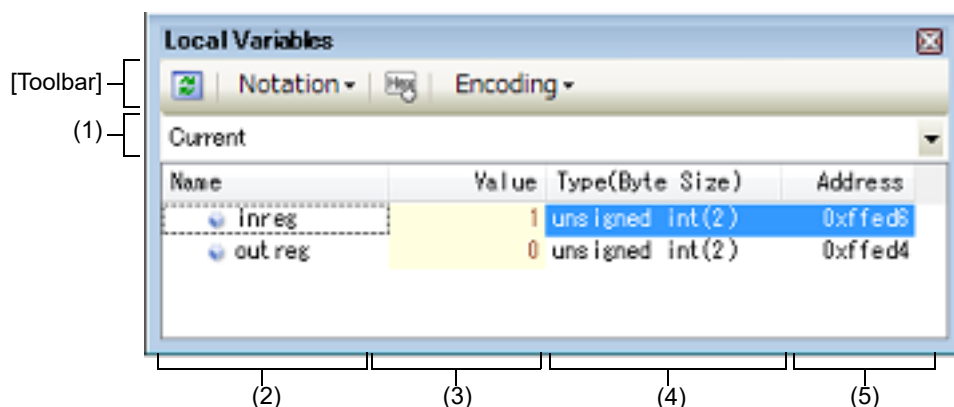 Local Variables
[Toolbar]
Notation
Hex
Encoding
(1)
Current
Name Value Type(Byte Size) Address
inreg 1 unsigned int(2) 0xffed6
outreg 0 unsigned int(2) 0xffed4
(2) (3) (4) (5)